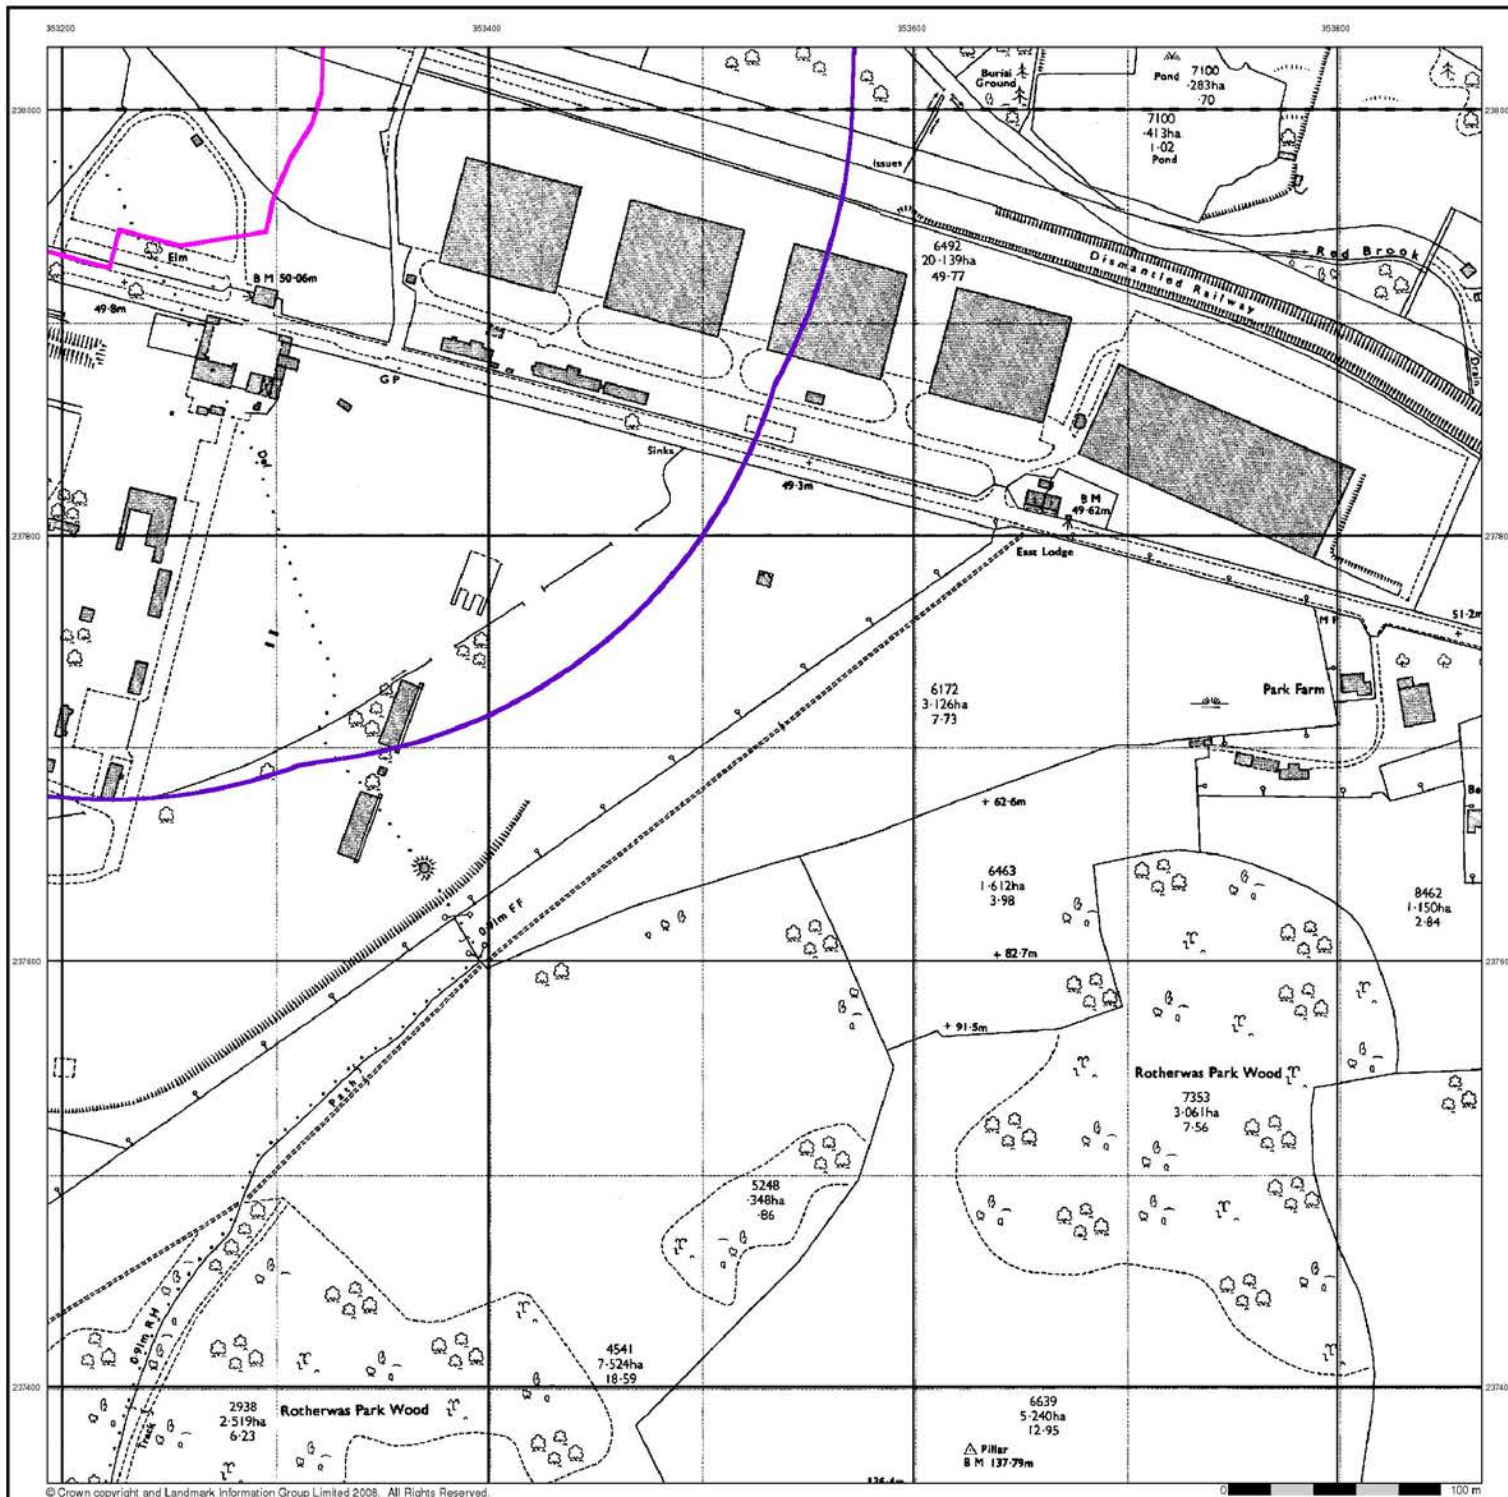 353200
353400
353600
353800
Burial
Ground
Pond
7100
·283ha
·70
7100
·413ha
1·02
Pond
238000
Issues
6492
20·139ha
49·77
Red Brook
Dismantled Railway
Elm
BM 50·06m
49·8m
Drain
GP
Def
Sinks
49·3m
BM
49·62m
237800
East Lodge
51·2m
6172
3·126ha
7·73
Park Farm
+ 62·6m
6463
1·612ha
3·98
8462
1·150ha
2·84
0·91m FF
237600
+ 82·7m
+ 91·5m
Path
Rotherwas Park Wood
7353
3·061ha
7·56
5248
·348ha
·86
0·91m RH
4541
7·524ha
18·59
237400
2938
2·519ha
6·23
Rotherwas Park Wood
Track
6639
5·240ha
12·95
Pillar
BM 137·79m
© Crown copyright and Landmark Information Group Limited 2008. All Rights Reserved.
0
100 m